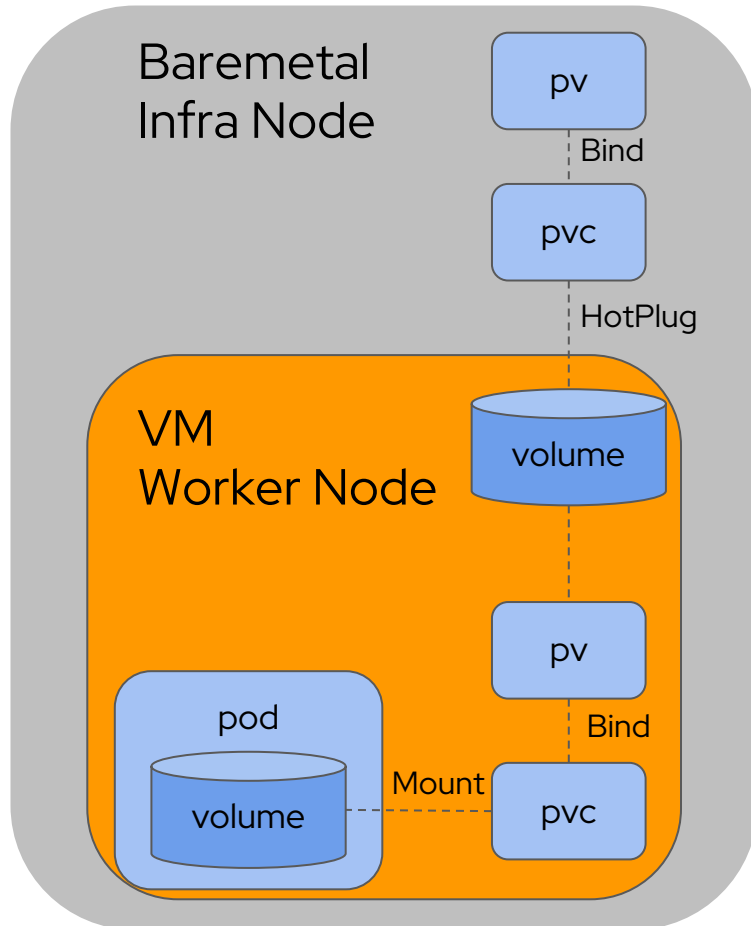 Baremetal
Infra Node
pv
Bind
pvc
HotPlug
VM
Worker Node
volume
pv
Bind
pod
volume
Mount
pvc